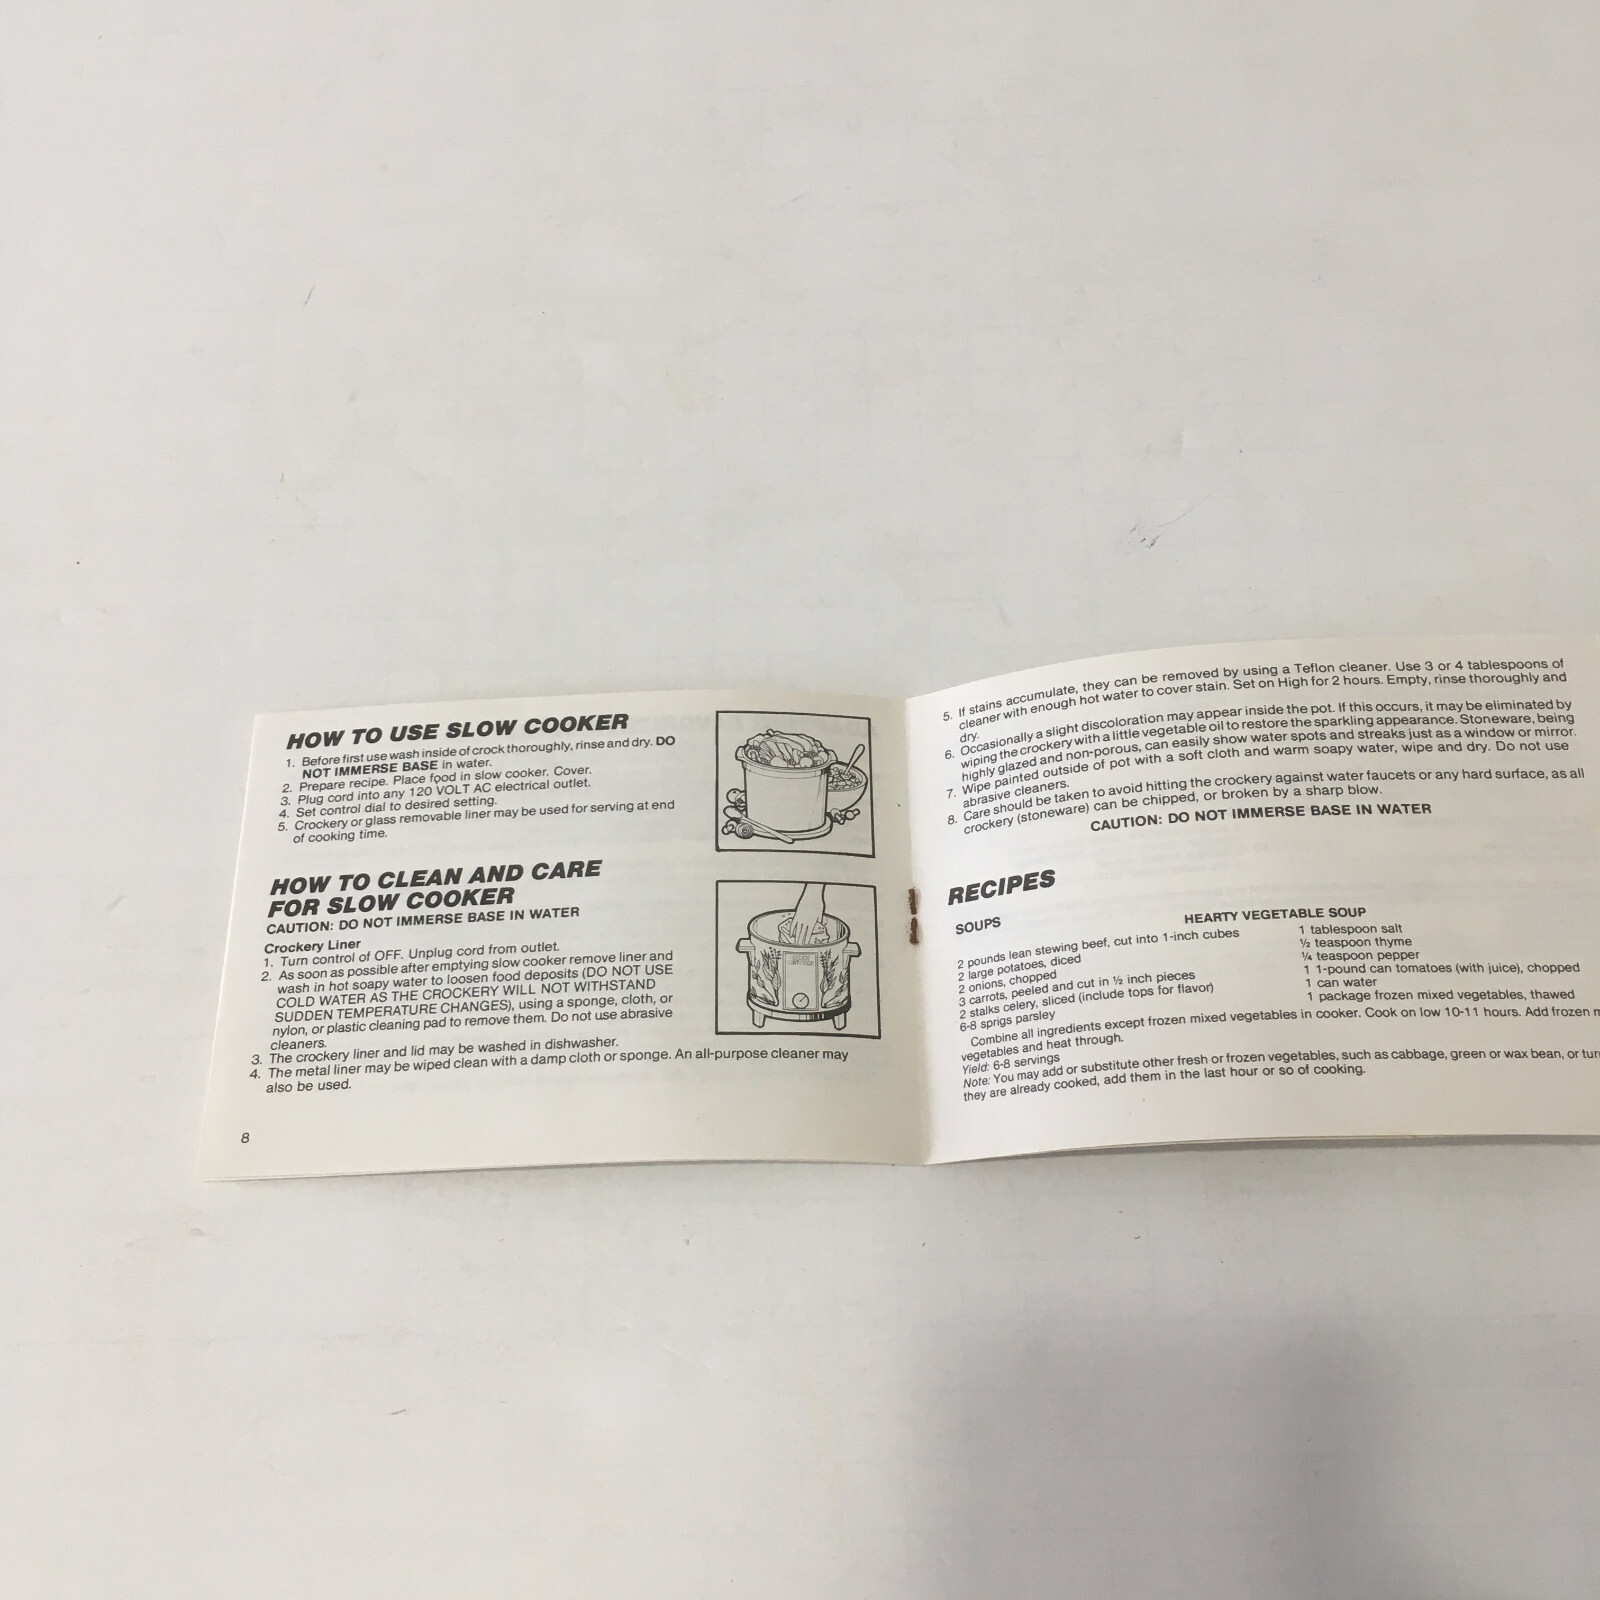 HOW TO USE SLOW COOKER
1. Before first use wash inside of crock thoroughly, rinse and dry. DO
NOT IMMERSE BASE in water.
2. Prepare recipe. Place food in slow cooker. Cover.
3. Plug cord into any 120 VOLT AC electrical outlet.
4. Set control dial to desired setting.
5. Crockery or glass removable liner may be used for serving at end
of cooking time.
HOW TO CLEAN AND CARE
FOR SLOW COOKER
CAUTION: DO NOT IMMERSE BASE IN WATER
Crockery Liner
1. Turn control of OFF. Unplug cord from outlet.
2. As soon as possible after emptying slow cooker remove liner and
wash in hot soapy water to loosen food deposits (DO NOT USE
COLD WATER AS THE CROCKERY WILL NOT WITHSTAND
SUDDEN TEMPERATURE CHANGES), using a sponge, cloth, or
nylon, or plastic cleaning pad to remove them. Do not use abrasive
cleaners.
3. The crockery liner and lid may be washed in dishwasher.
4. The metal liner may be wiped clean with a damp cloth or sponge. An all-purpose cleaner may
also be used.
8
5. If stains accumulate, they can be removed by using a Teflon cleaner. Use 3 or 4 tablespoons of
cleaner with enough hot water to cover stain. Set on High for 2 hours. Empty, rinse thoroughly and
dry.
6. Occasionally a slight discoloration may appear inside the pot. If this occurs, it may be eliminated by
wiping the crockery with a little vegetable oil to restore the sparkling appearance. Stoneware, being
highly glazed and non-porous, can easily show water spots and streaks just as a window or mirror.
7. Wipe painted outside of pot with a soft cloth and warm soapy water, wipe and dry. Do not use
abrasive cleaners.
8. Care should be taken to avoid hitting the crockery against water faucets or any hard surface, as all
crockery (stoneware) can be chipped, or broken by a sharp blow.
CAUTION: DO NOT IMMERSE BASE IN WATER
RECIPES
SOUPS
HEARTY VEGETABLE SOUP
2 pounds lean stewing beef, cut into 1-inch cubes
2 large potatoes, diced
2 onions, chopped
3 carrots, peeled and cut in ½ inch pieces
2 stalks celery, sliced (include tops for flavor)
6-8 sprigs parsley
1 tablespoon salt
½ teaspoon thyme
¼ teaspoon pepper
1 1-pound can tomatoes (with juice), chopped
1 can water
1 package frozen mixed vegetables, thawed
Combine all ingredients except frozen mixed vegetables in cooker. Cook on low 10-11 hours. Add frozen
vegetables and heat through.
Yield: 6-8 servings
Note: You may add or substitute other fresh or frozen vegetables, such as cabbage, green or wax bean, or
they are already cooked, add them in the last hour or so of cooking.